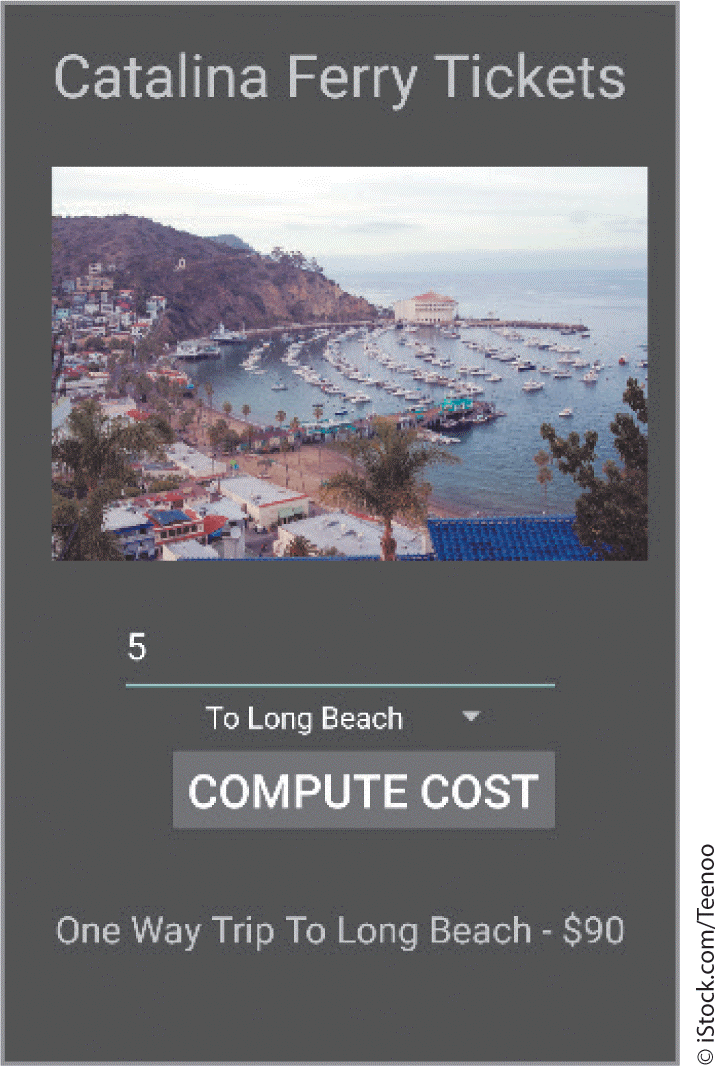 Catalina Ferry Tickets
5
To Long Beach
COMPUTE COST
One Way Trip To Long Beach - $90
© iStock.com/Teenoo